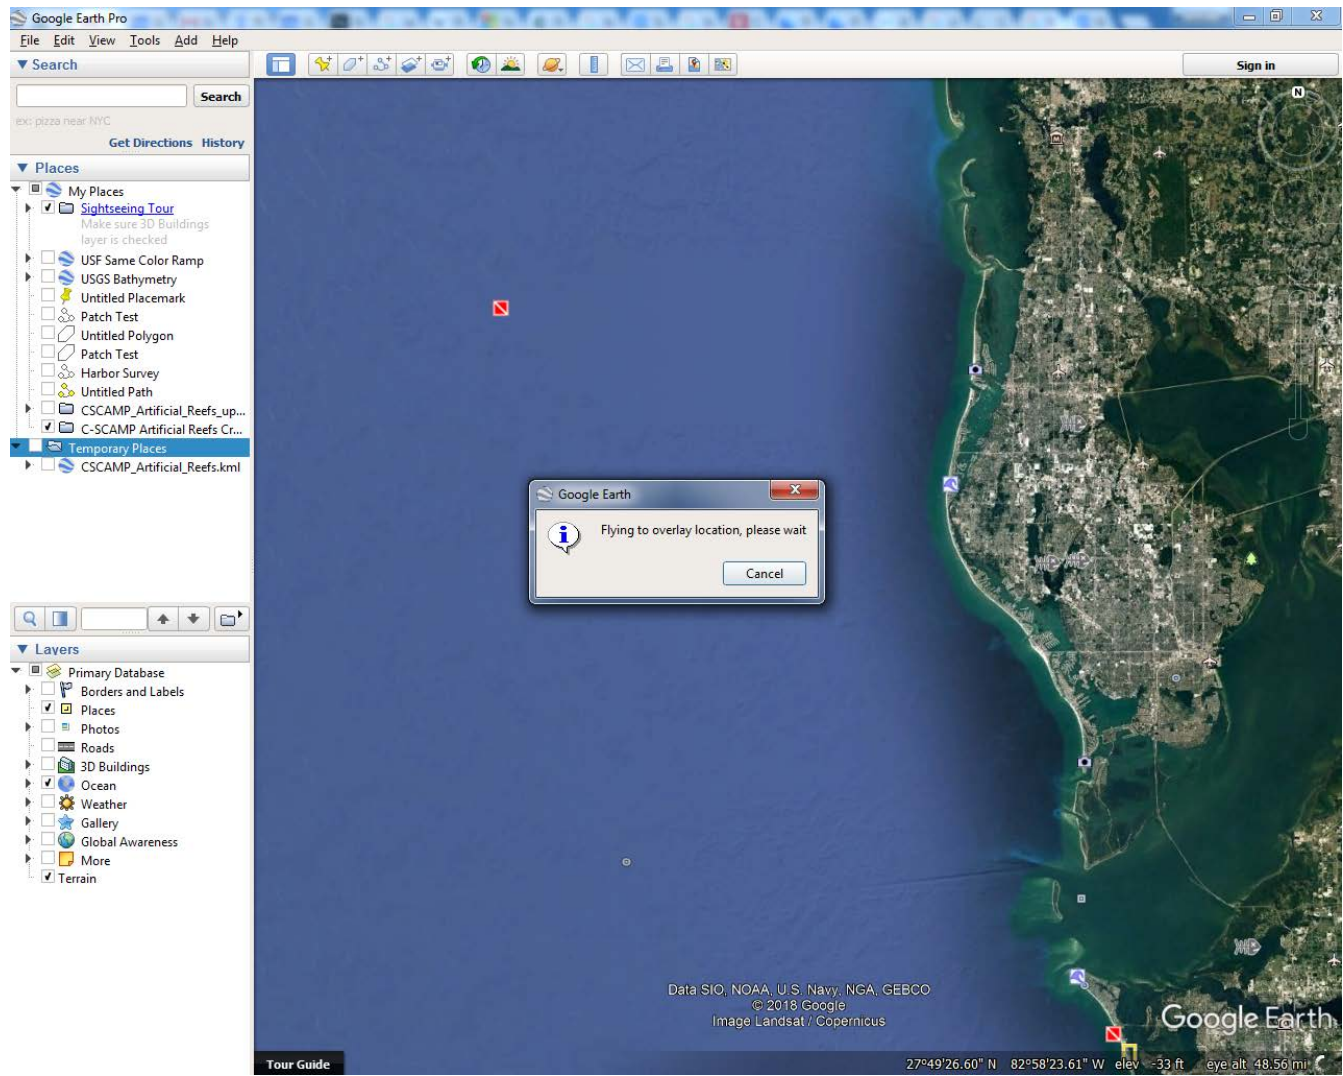 Google Earth Pro
File Edit View Tools Add Help
Search
Sign in
Search
ex: pizza near NYC
Get Directions History
Places
My Places
Sightseeing Tour
Make sure 3D Buildings
layer is checked
USF Same Color Ramp
USGS Bathymetry
Untitled Placemark
Patch Test
Untitled Polygon
Patch Test
Harbor Survey
Untitled Path
CSCAMP_Artificial_Reefs_up...
C-SCAMP Artificial Reefs Cr...
Temporary Places
CSCAMP_Artificial_Reefs.kml
N
Google Earth
Flying to overlay location, please wait
Cancel
Layers
Primary Database
Borders and Labels
Places
Photos
Roads
3D Buildings
Ocean
Weather
Gallery
Global Awareness
More
Terrain
Data SIO, NOAA, U.S. Navy, NGA, GEBCO
© 2018 Google
Image Landsat / Copernicus
Google Earth
Tour Guide
27°49'26.60" N 82°58'23.61" W elev -33 ft eye alt 48.56 mi